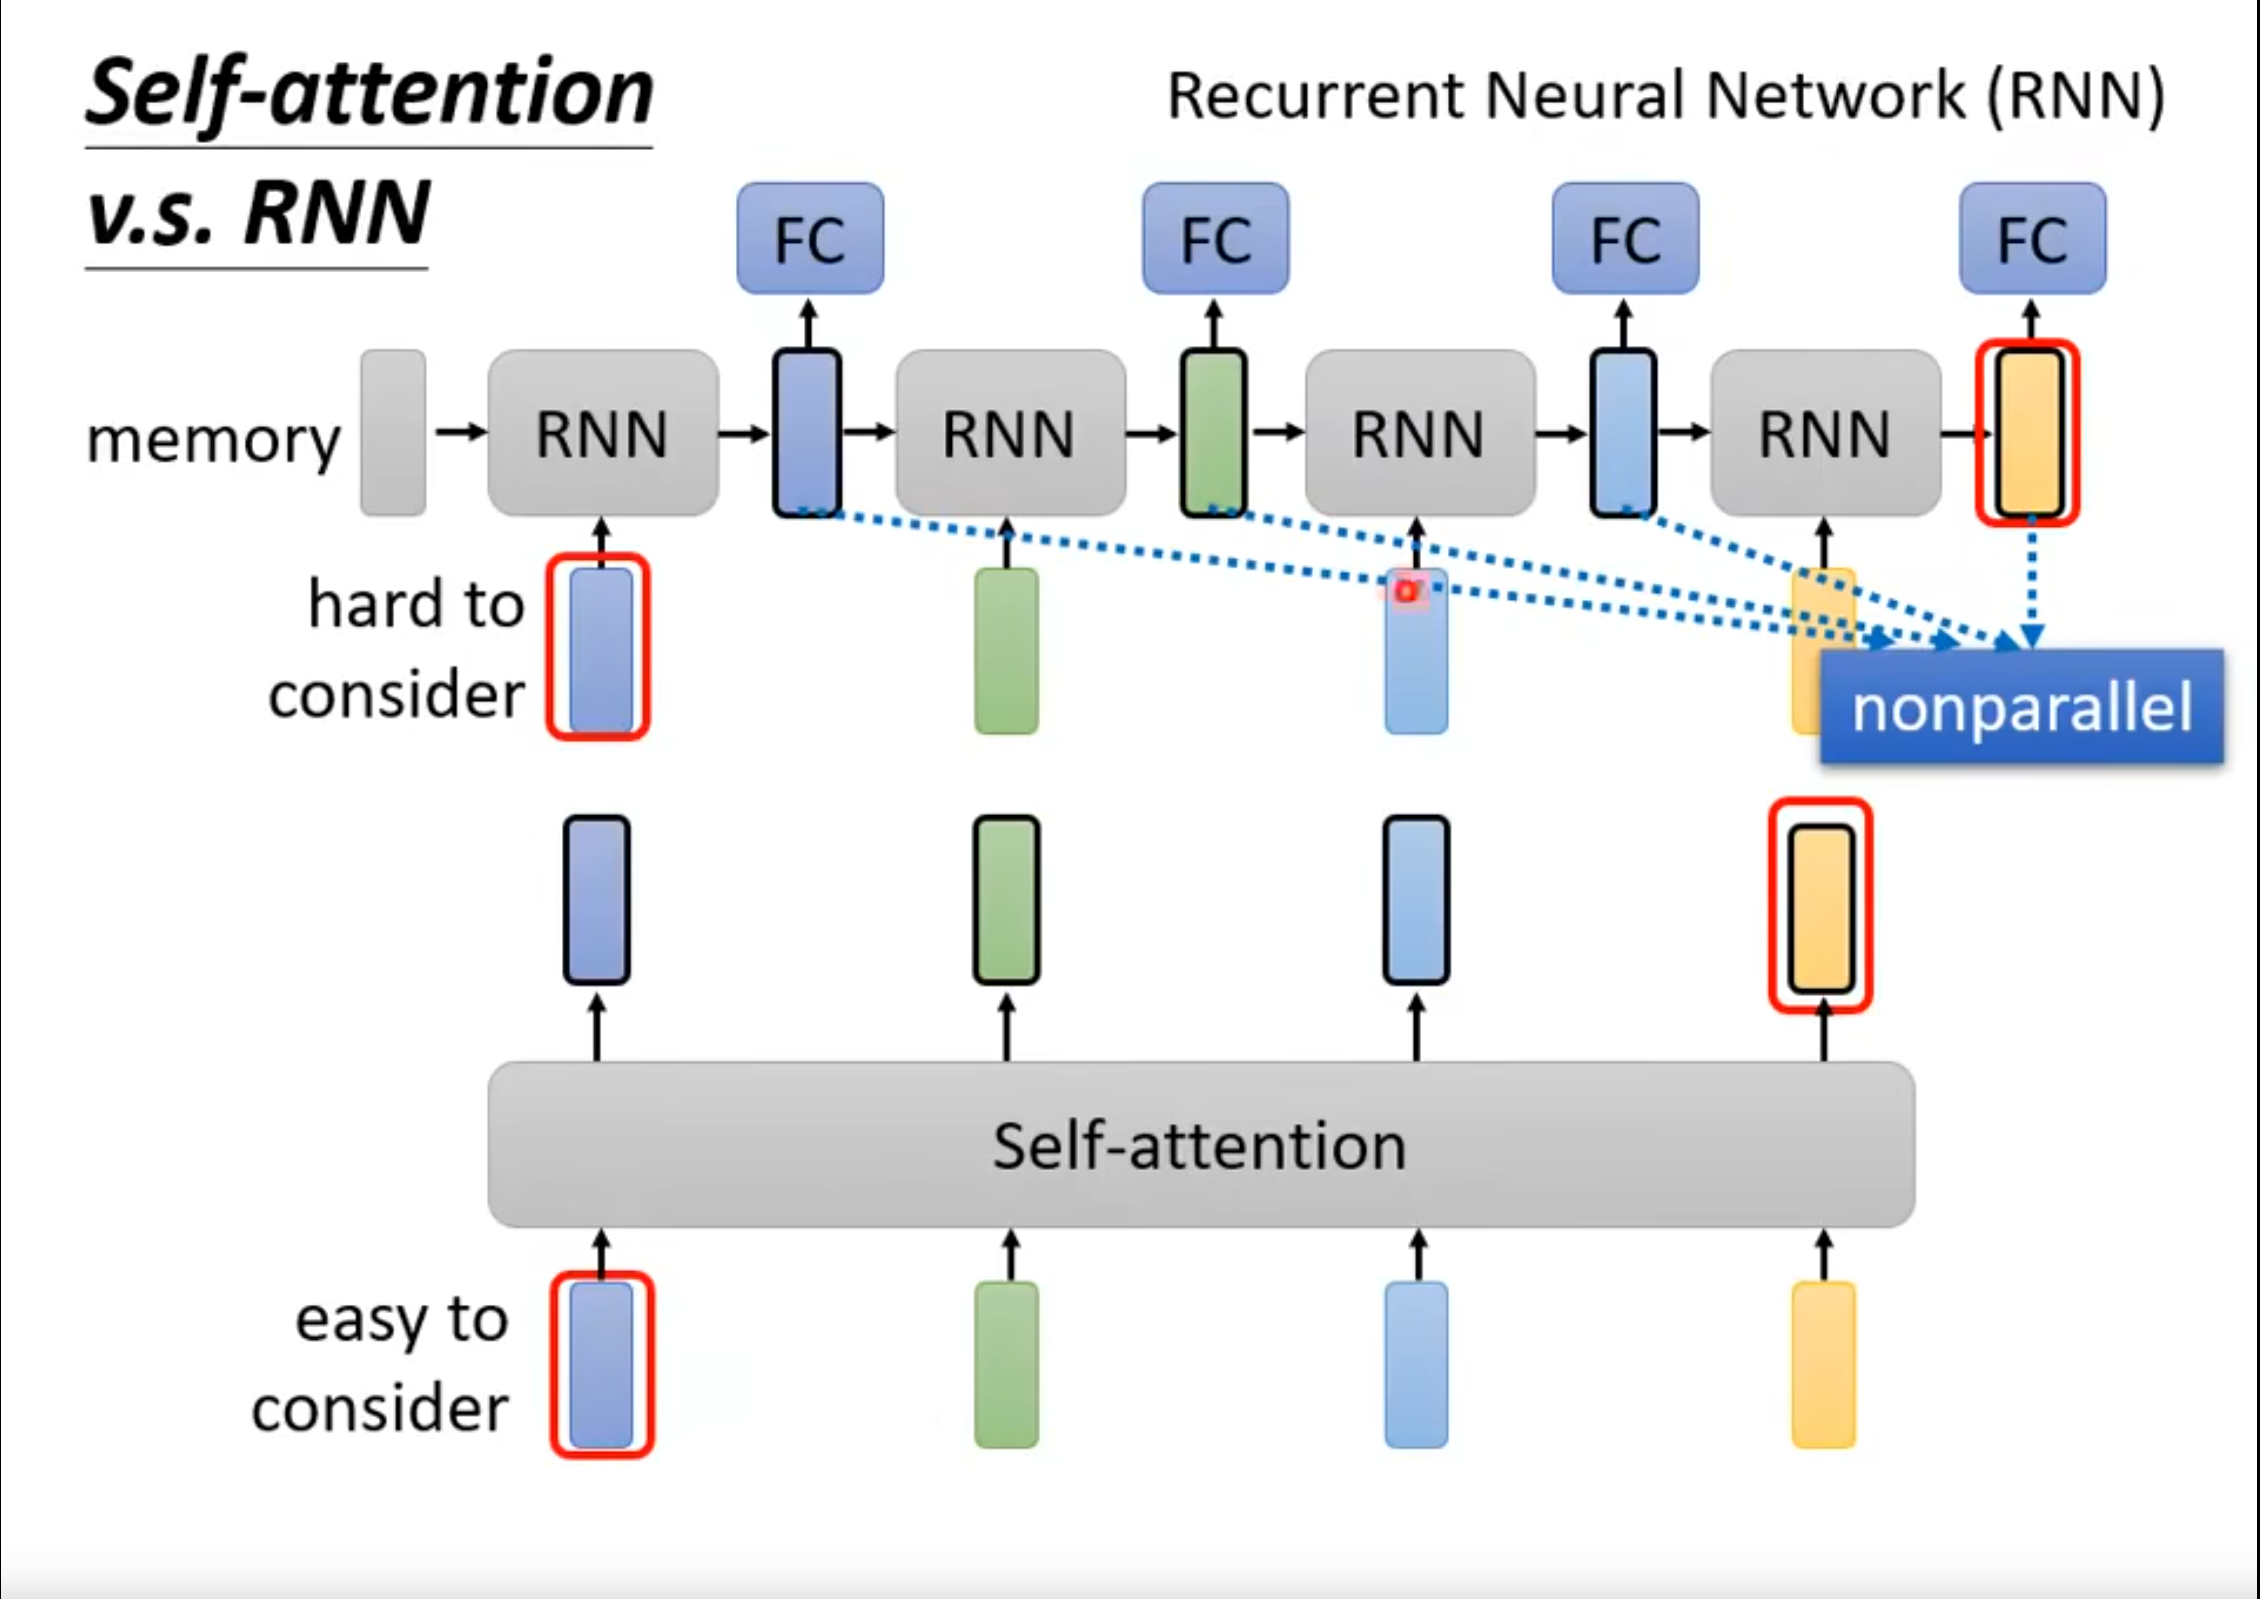 Self-attention
v.s. RNN
Recurrent Neural Network (RNN)
FC
FC
FC
FC
memory
RNN
RNN
RNN
RNN
hard to
consider
nonparallel
Self-attention
easy to
consider